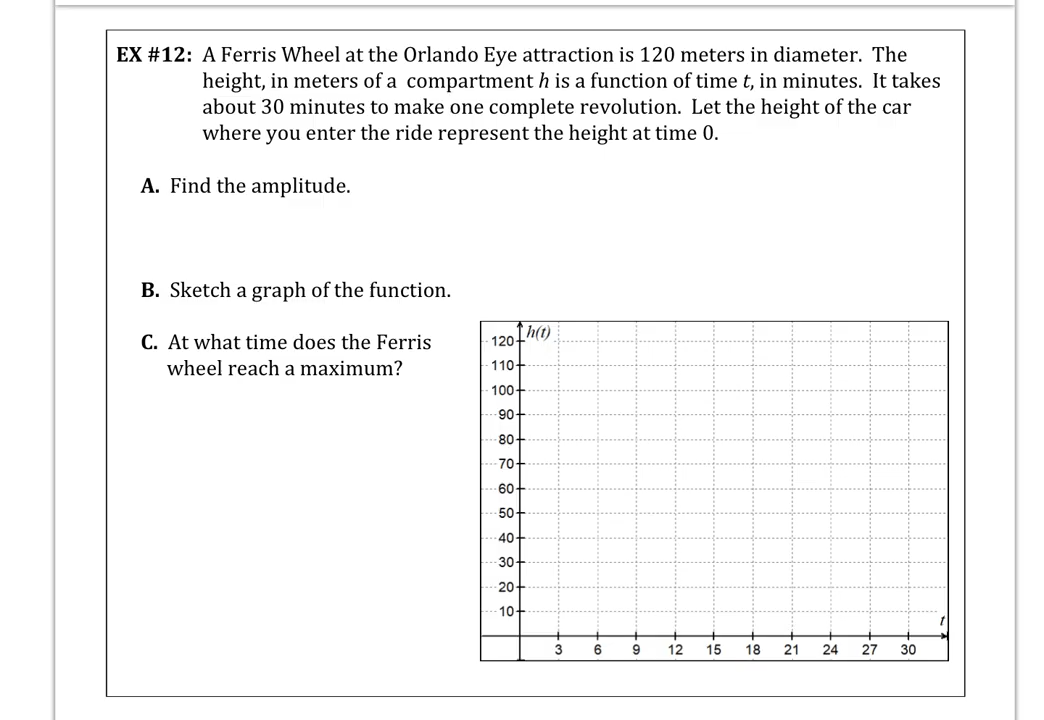 EX #12: A Ferris Wheel at the Orlando Eye attraction is 120 meters in diameter. The
height, in meters of a compartment h is a function of time t, in minutes. It takes
about 30 minutes to make one complete revolution. Let the height of the car
where you enter the ride represent the height at time 0.
A. Find the amplitude.
B. Sketch a graph of the function.
C. At what time does the Ferris
wheel reach a maximum?
h(t)
120
110
100
90
80
70
60
50
40
30
20
10
t
3 6 9 12 15 18 21 24 27 30